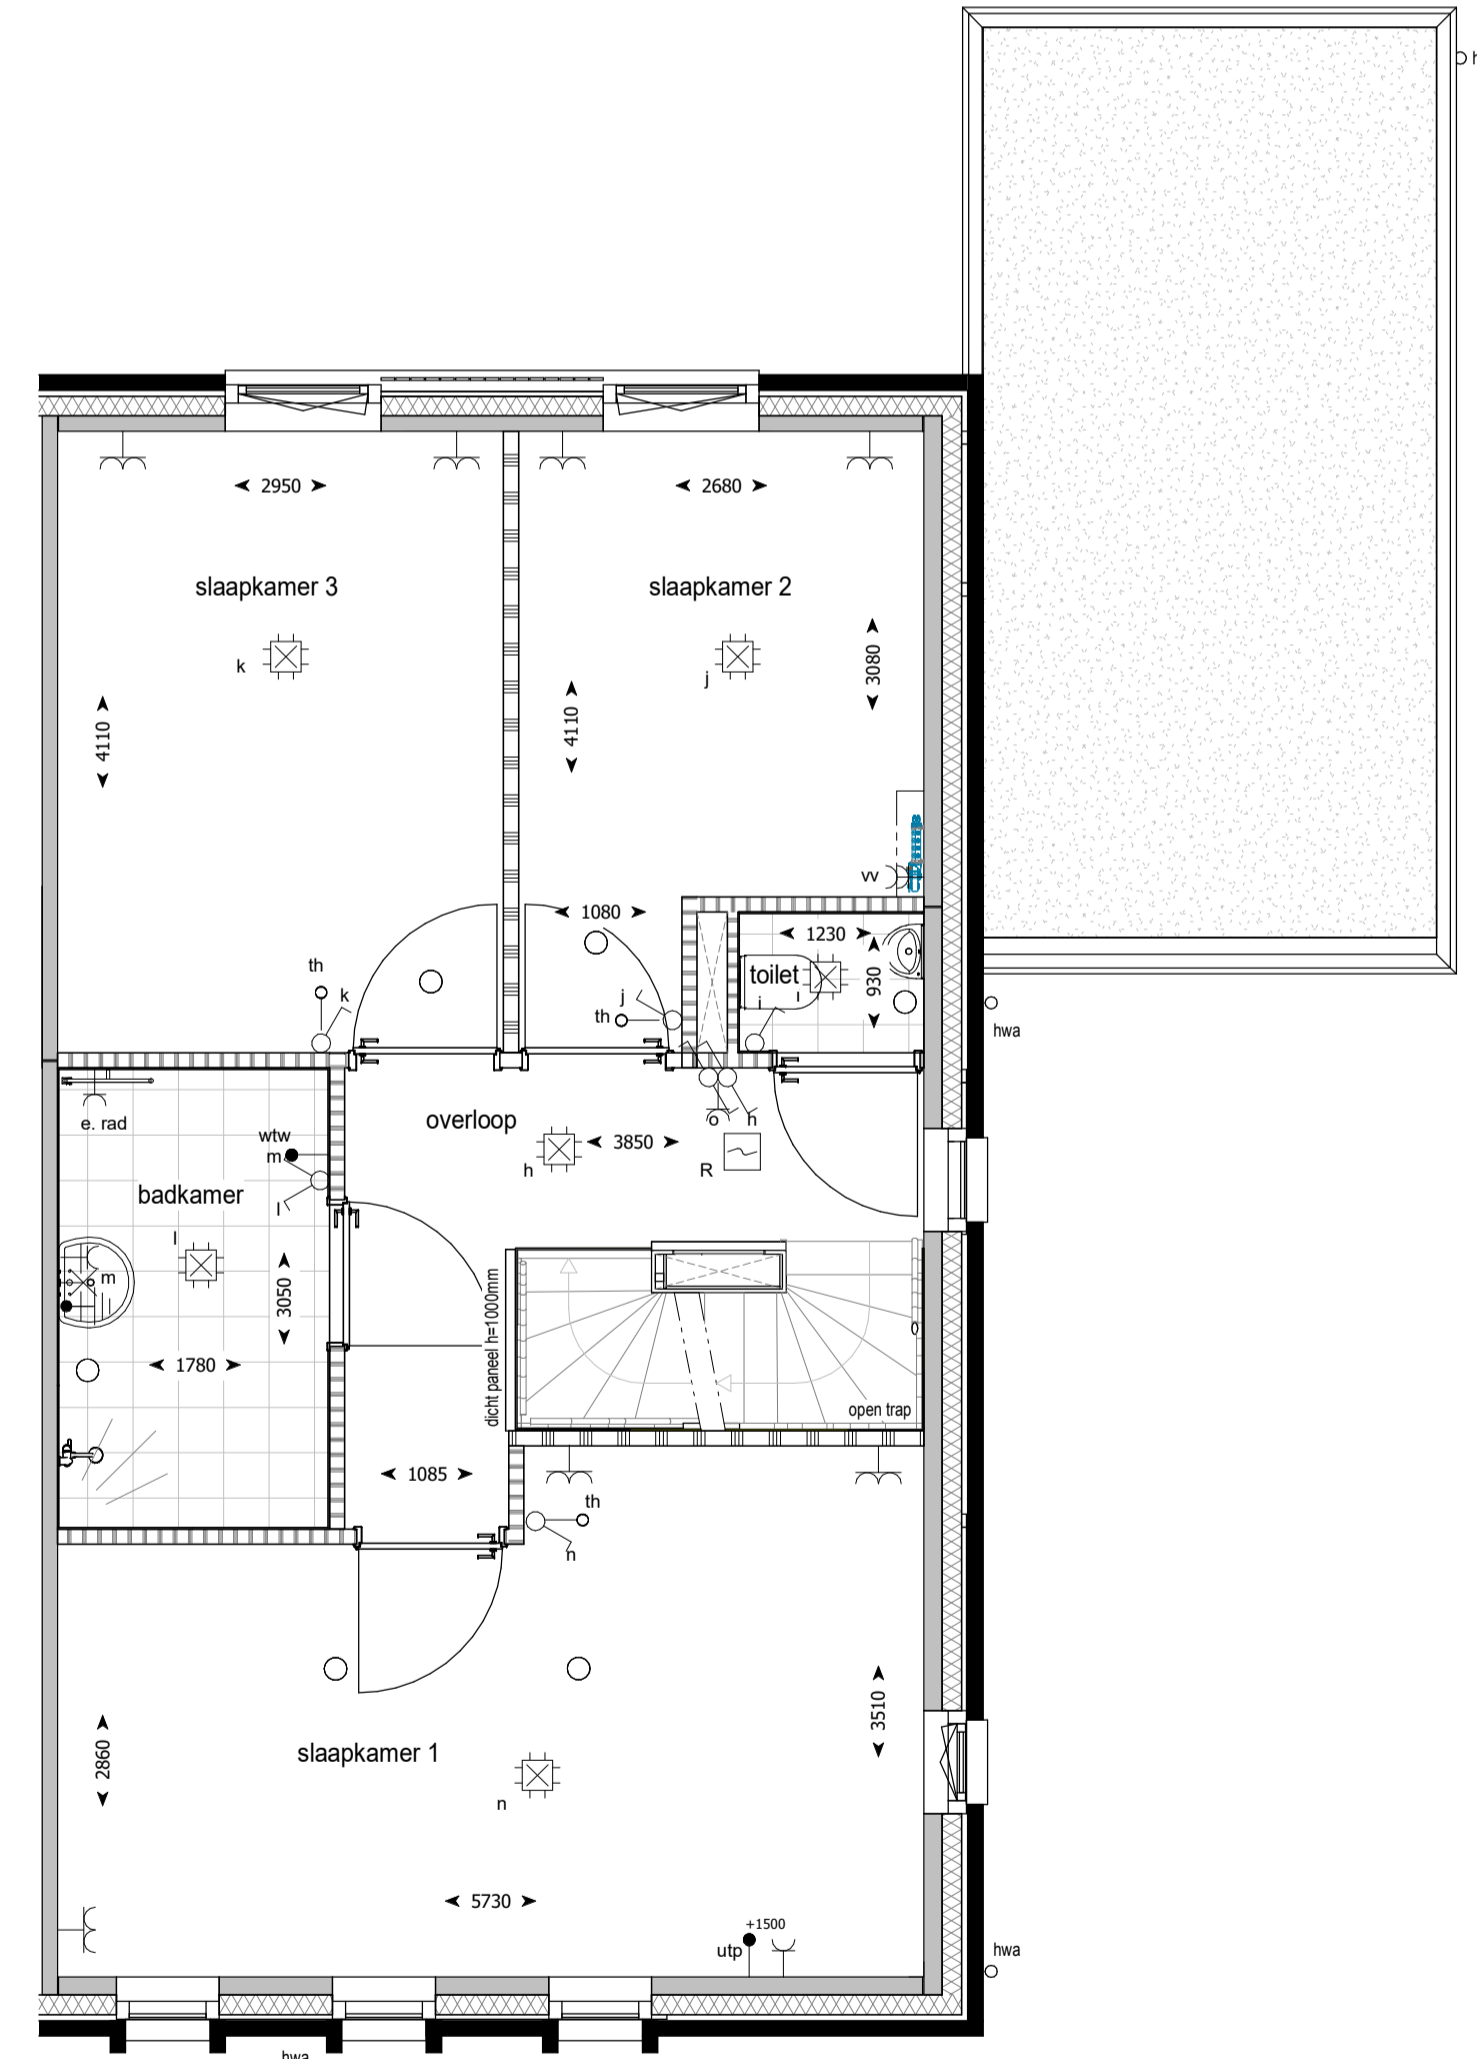 h
2950
2680
slaapkamer 3
slaapkamer 2
k
j
3080
4110
4110
vv
1080
1230
toilet
930
th
k
j
th
i
i
hwa
overloop
e. rad
o
h
wtw
m
h
3850
R
badkamer
l
l
m
3050
dicht paneel h=1000mm
1780
open trap
1085
th
n
3510
2860
slaapkamer 1
n
5730
+1500
utp
hwa
hwa